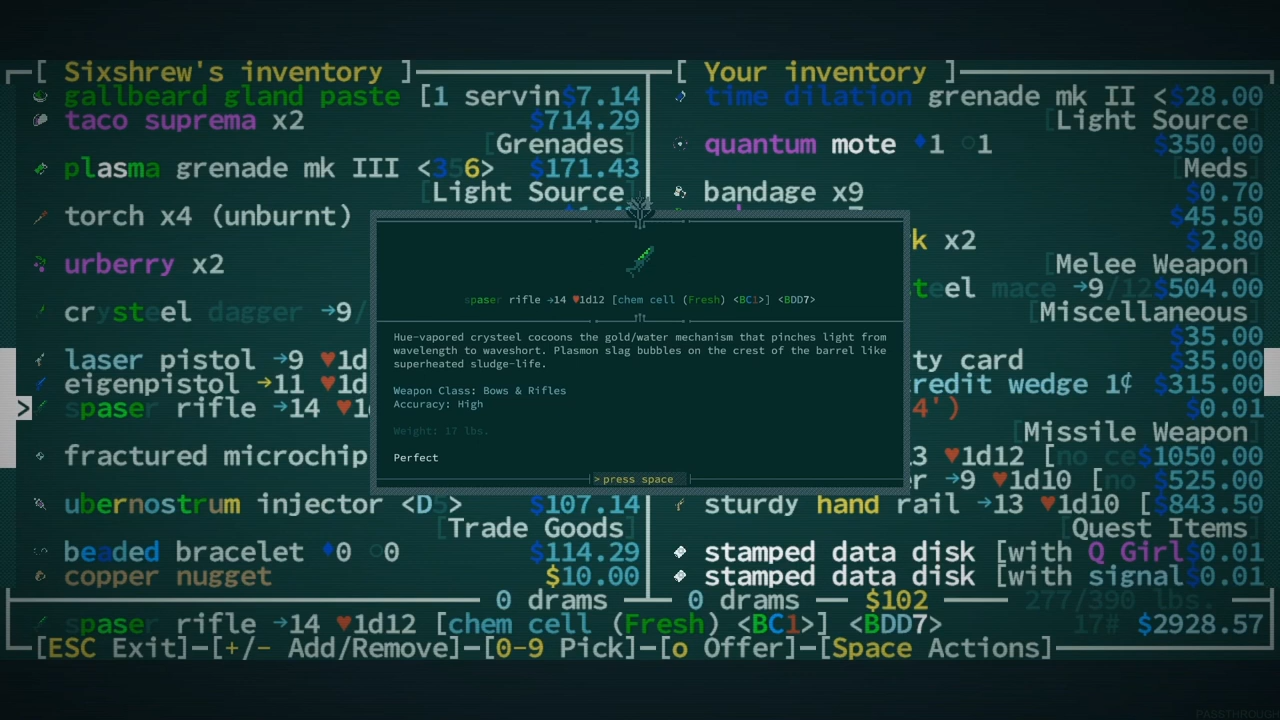 [ Sixshrew's inventory ] [ Your inventory ]
gallbeard gland paste [1 servin$7.14 time dilation grenade mk II <$28.00
taco suprema x2 $714.29 [Light Source]
[Grenades] quantum mote ♦1 ○1 $350.00
plasma grenade mk III <356> $171.43 [Meds]
[Light Source] bandage x9 $0.70
torch x4 (unburnt) $45.50
k x2 $2.80
urberry x2 [Melee Weapon]
teel mace →9/12 $504.00
crysteel dagger →9/ [Miscellaneous]
$35.00
laser pistol →9 ♥1d ty card $35.00
eigenpistol →11 ♥1d redit wedge 1¢ $315.00
> spaser rifle →14 ♥1 4') $0.01
[Missile Weapon]
fractured microchip 3 →12 ♥1d12 [no ce$1050.00
r →9 ♥1d10 [no $525.00
ubernostrum injector <D5> $107.14 sturdy hand rail →13 ♥1d10 [$843.50
[Trade Goods] [Quest Items]
beaded bracelet ♦0 ○0 $114.29 stamped data disk [with Q Girl$0.01
copper nugget $10.00 stamped data disk [with signal$0.01
0 drams 0 drams $102 277/390 lbs.
spaser rifle →14 ♥1d12 [chem cell (Fresh) <BC1>] <BDD7> 17# $2928.57
[ESC Exit]–[+/– Add/Remove]–[0-9 Pick]–[o Offer]–[Space Actions]
spaser rifle →14 ♥1d12 [chem cell (Fresh) <BC1>] <BDD7>
Hue-vapored crysteel cocoons the gold/water mechanism that pinches light from
wavelength to waveshort. Plasmon slag bubbles on the crest of the barrel like
superheated sludge-life.
Weapon Class: Bows & Rifles
Accuracy: High
Weight: 17 lbs.
Perfect
>press space